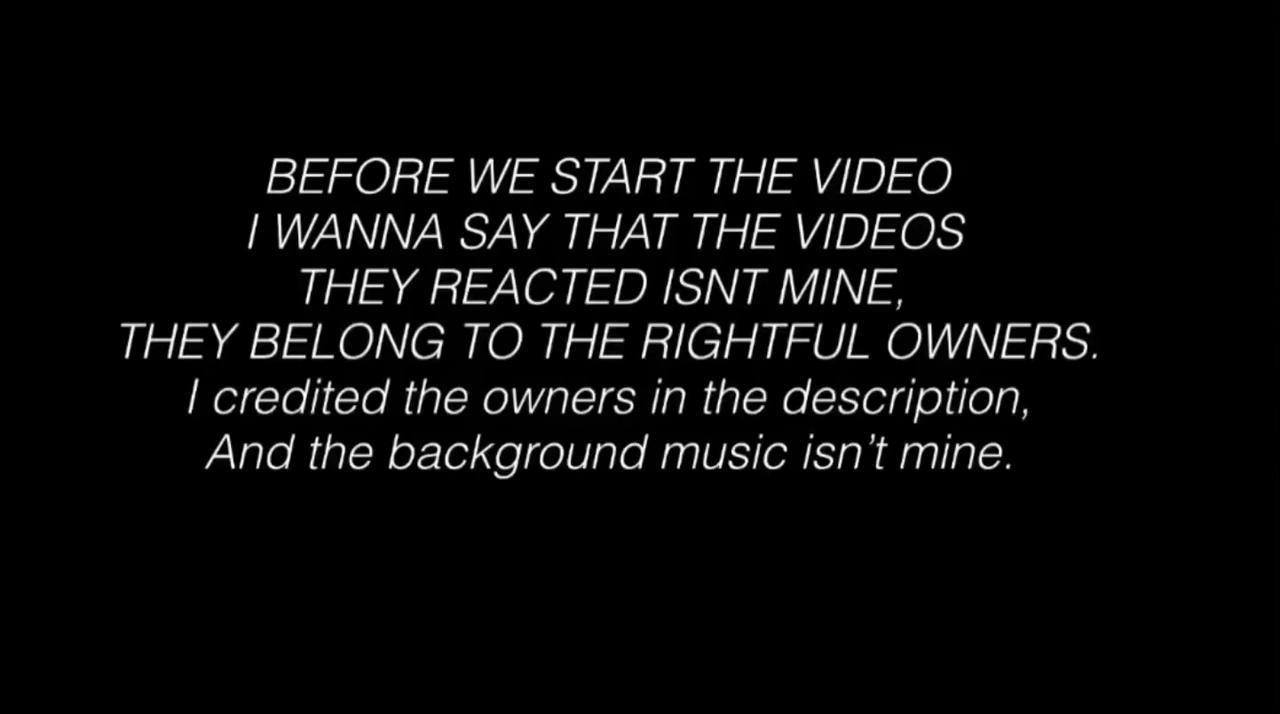 BEFORE WE START THE VIDEO
I WANNA SAY THAT THE VIDEOS
THEY REACTED ISNT MINE,
THEY BELONG TO THE RIGHTFUL OWNERS.
I credited the owners in the description,
And the background music isn’t mine.